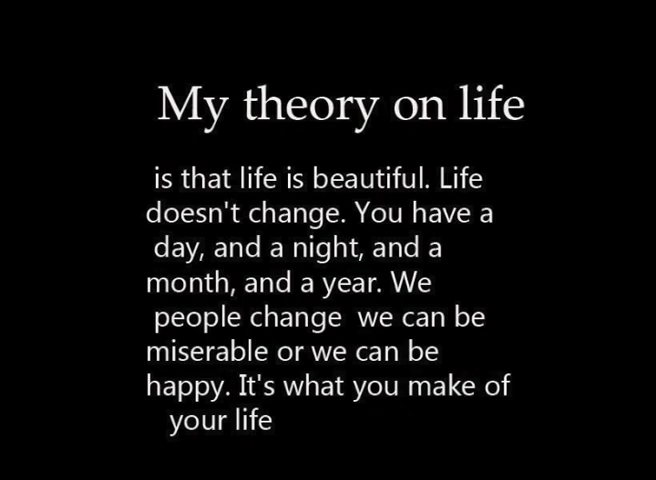 My theory on life
is that life is beautiful. Life
doesn't change. You have a
day, and a night, and a
month, and a year. We
people change  we can be
miserable or we can be
happy. It's what you make of
your life